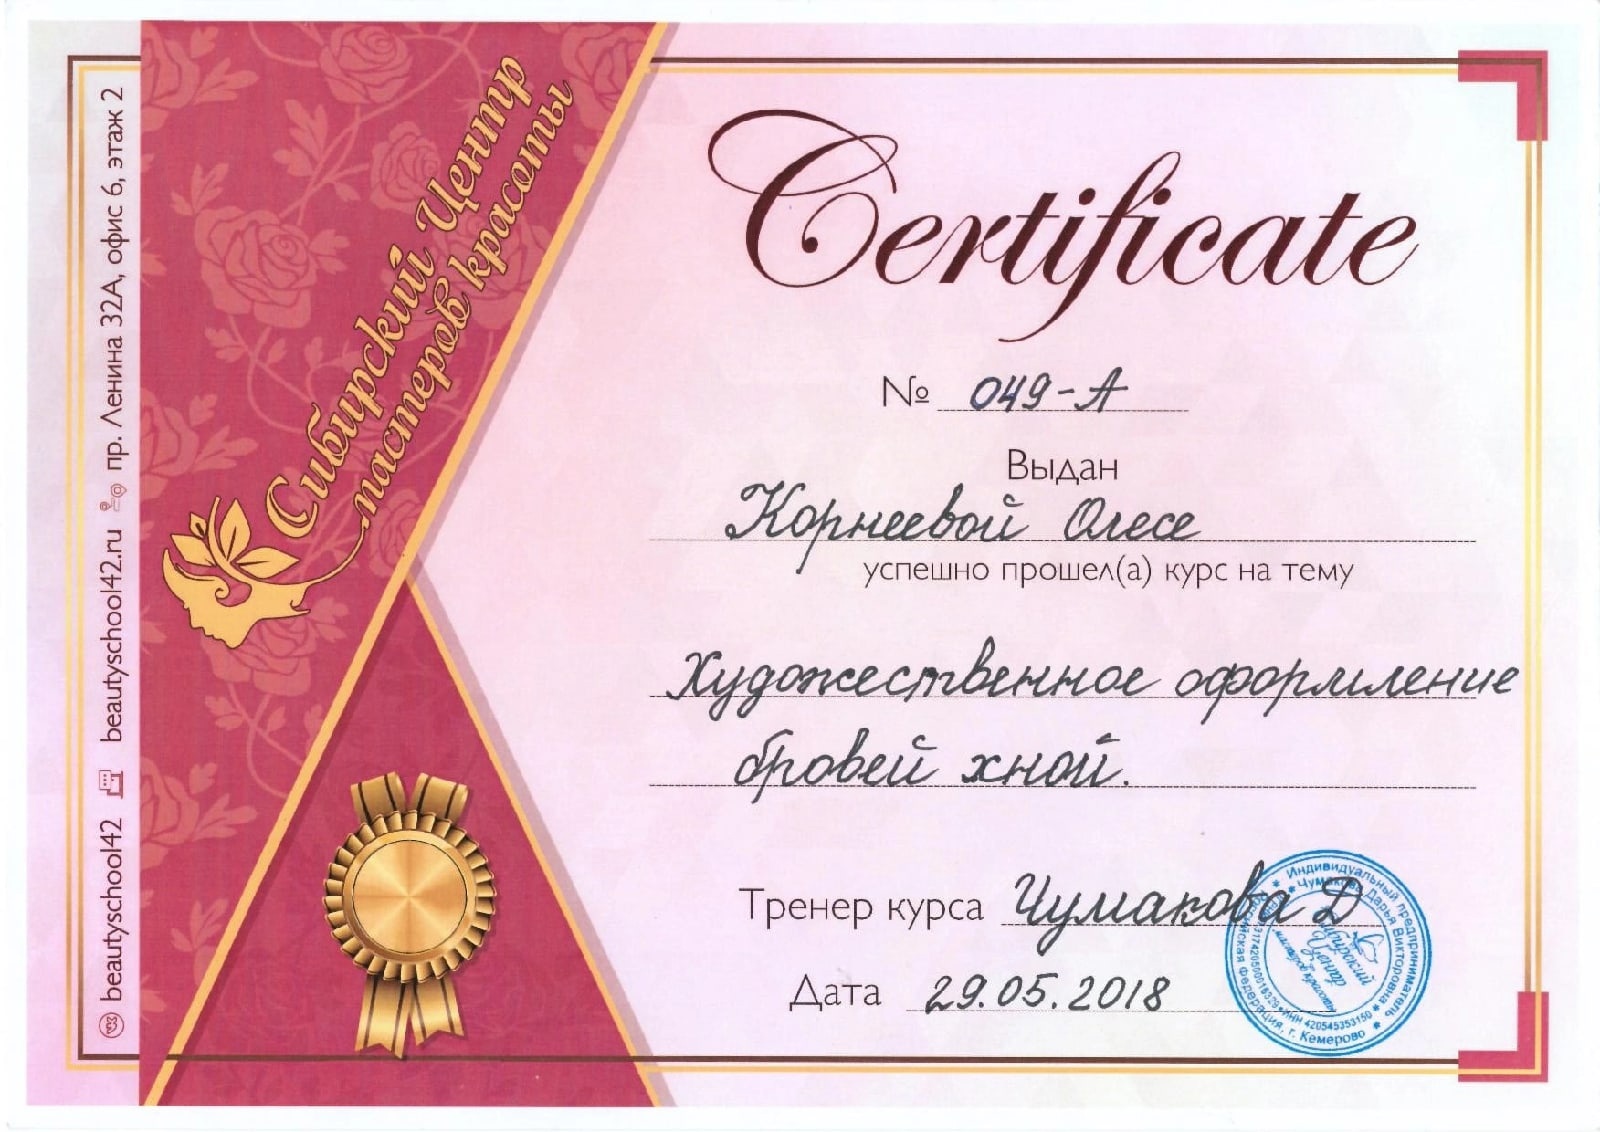 beautyschool42 beautyschool42.ru пр. Ленина 32А, офис 6, этаж 2
Сибирский Центр
мастеров красоты
Certificate
№ 049-А
Выдан
Корнеевой Олесе
успешно прошел(а) курс на тему
Художественное оформление
бровей хной.
Тренер курса Чумакова Д
Дата 29.05.2018
Индивидуальный предприниматель
Чумакова Дарья Викторовна
Российская Федерация, г. Кемерово
ИНН 420545353150
Сибирский
Центр
мастеров красоты